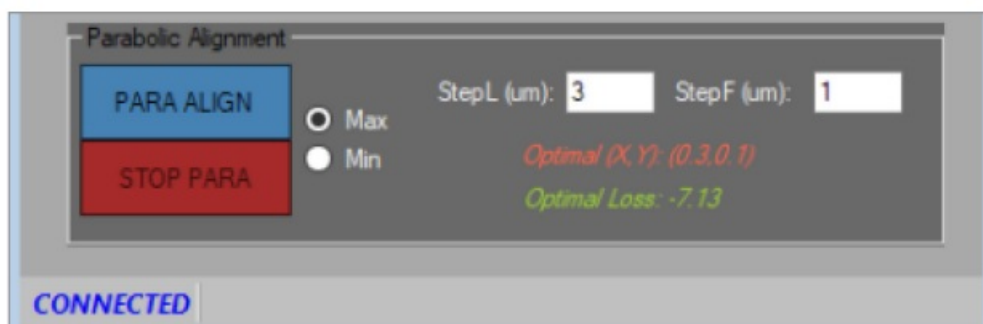 Parabolic Alignment
PARA ALIGN
STOP PARA
Max
Min
StepL (um): 3 StepF (um): 1
Optimal (X,Y): (0.3,0.1)
Optimal Loss: -7.13
CONNECTED